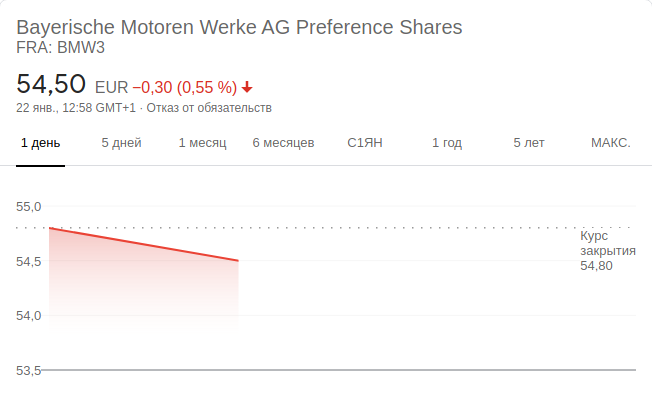 Bayerische Motoren Werke AG Preference Shares
FRA: BMW3
54,50 EUR −0,30 (0,55 %)
22 янв., 12:58 GMT+1 · Отказ от обязательств
1 день 5 дней 1 месяц 6 месяцев С1ЯН 1 год 5 лет МАКС.
55,0
Курс
закрытия
54,5
54,80
54,0
53,5